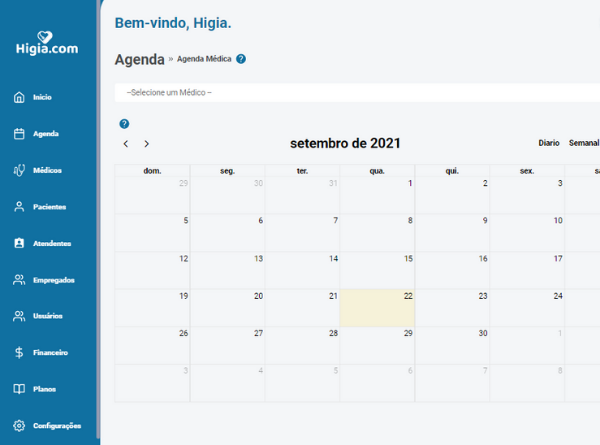 Higia.com
Início
Agenda
Médicos
Pacientes
Atendentes
Empregados
Usuários
Financeiro
Planos
Configurações
Bem-vindo, Higia.
Agenda » Agenda Médica ?
--Selecione um Médico --
?
< > setembro de 2021 Diario Semanal
dom. seg. ter. qua. qui. sex.
29 30 31 1 2 3
5 6 7 8 9 10
12 13 14 15 16 17
19 20 21 22 23 24
26 27 28 29 30 1
3 4 5 6 7 8